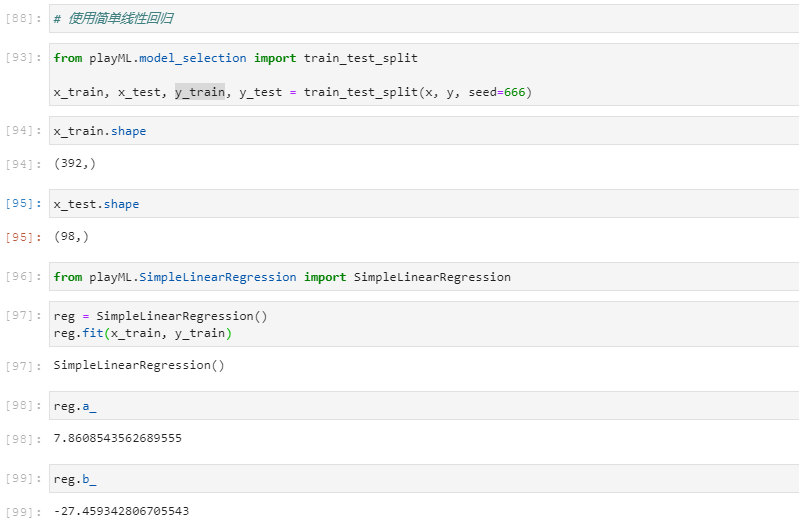 [88]: # 使用简单线性回归
[93]: from playML.model_selection import train_test_split
x_train, x_test, y_train, y_test = train_test_split(x, y, seed=666)
[94]: x_train.shape
[94]: (392,)
[95]: x_test.shape
[95]: (98,)
[96]: from playML.SimpleLinearRegression import SimpleLinearRegression
[97]: reg = SimpleLinearRegression()
reg.fit(x_train, y_train)
[97]: SimpleLinearRegression()
[98]: reg.a_
[98]: 7.8608543562689555
[99]: reg.b_
[99]: -27.459342806705543